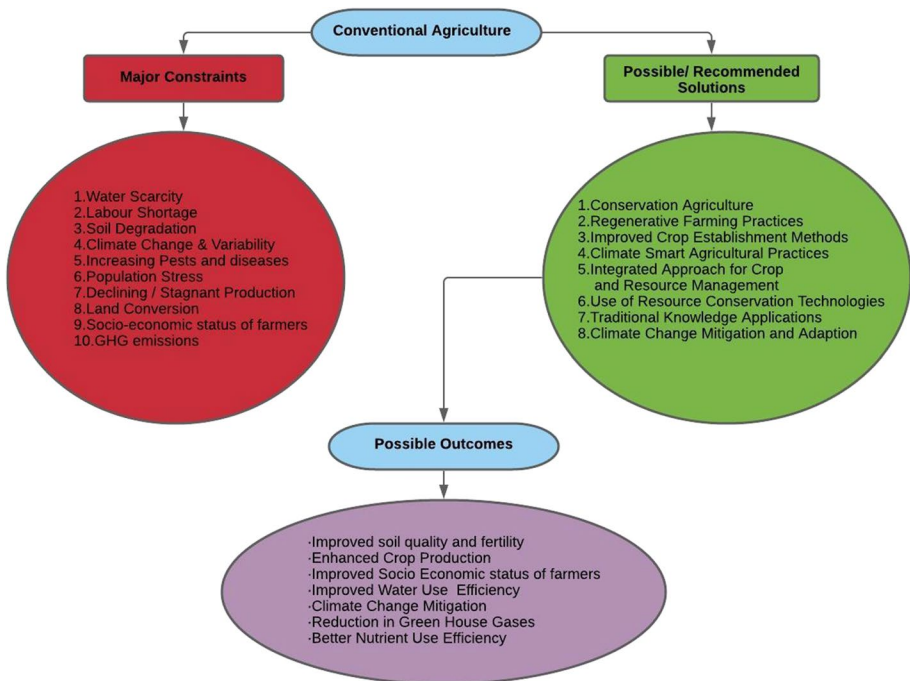 Conventional Agriculture
Major Constraints
1.Water Scarcity
2.Labour Shortage
3.Soil Degradation
4.Climate Change & Variability
5.Increasing Pests and diseases
6.Population Stress
7.Declining / Stagnant Production
8.Land Conversion
9.Socio-economic status of farmers
10.GHG emissions
Possible/ Recommended
Solutions
1.Conservation Agriculture
2.Regenerative Farming Practices
3.Improved Crop Establishment Methods
4.Climate Smart Agricultural Practices
5.Integrated Approach for Crop
and Resource Management
6.Use of Resource Conservation Technologies
7.Traditional Knowledge Applications
8.Climate Change Mitigation and Adaption
Possible Outcomes
·Improved soil quality and fertility
·Enhanced Crop Production
·Improved Socio Economic status of farmers
·Improved Water Use Efficiency
·Climate Change Mitigation
·Reduction in Green House Gases
·Better Nutrient Use Efficiency